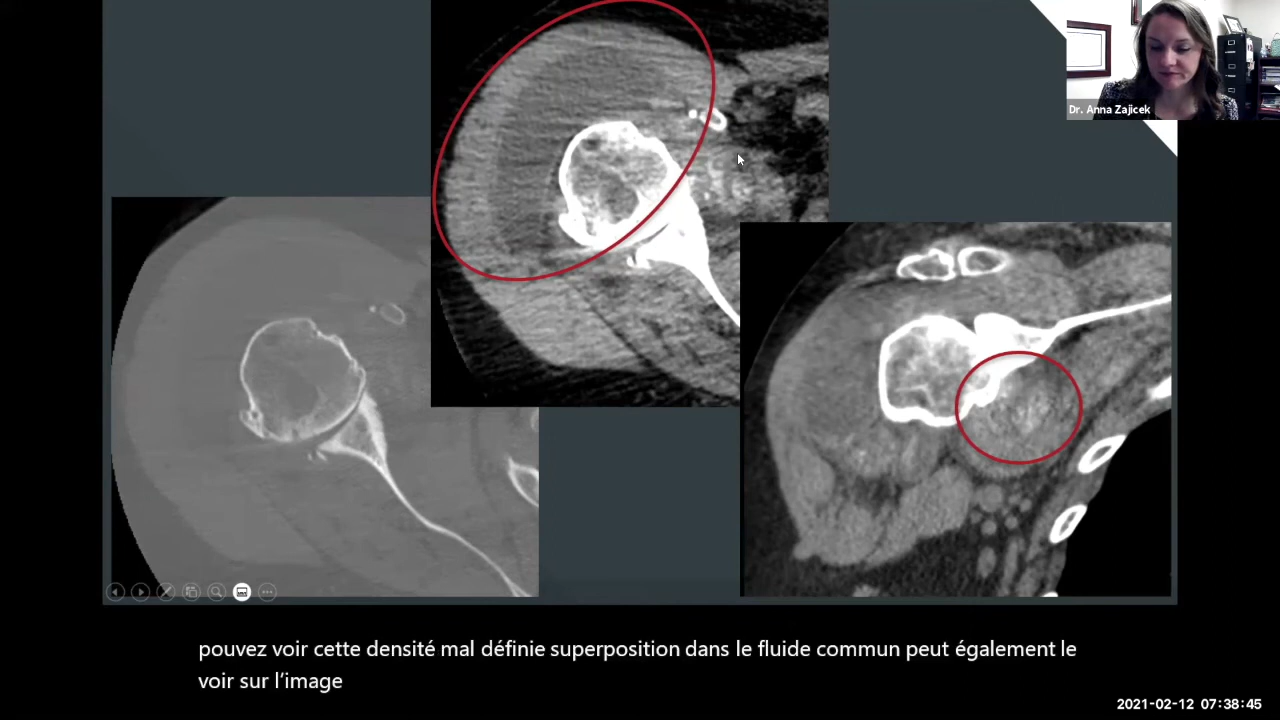 Dr. Anna Zajicek
pouvez voir cette densité mal définie superposition dans le fluide commun peut également le
voir sur l'image
2021-02-12 07:38:45